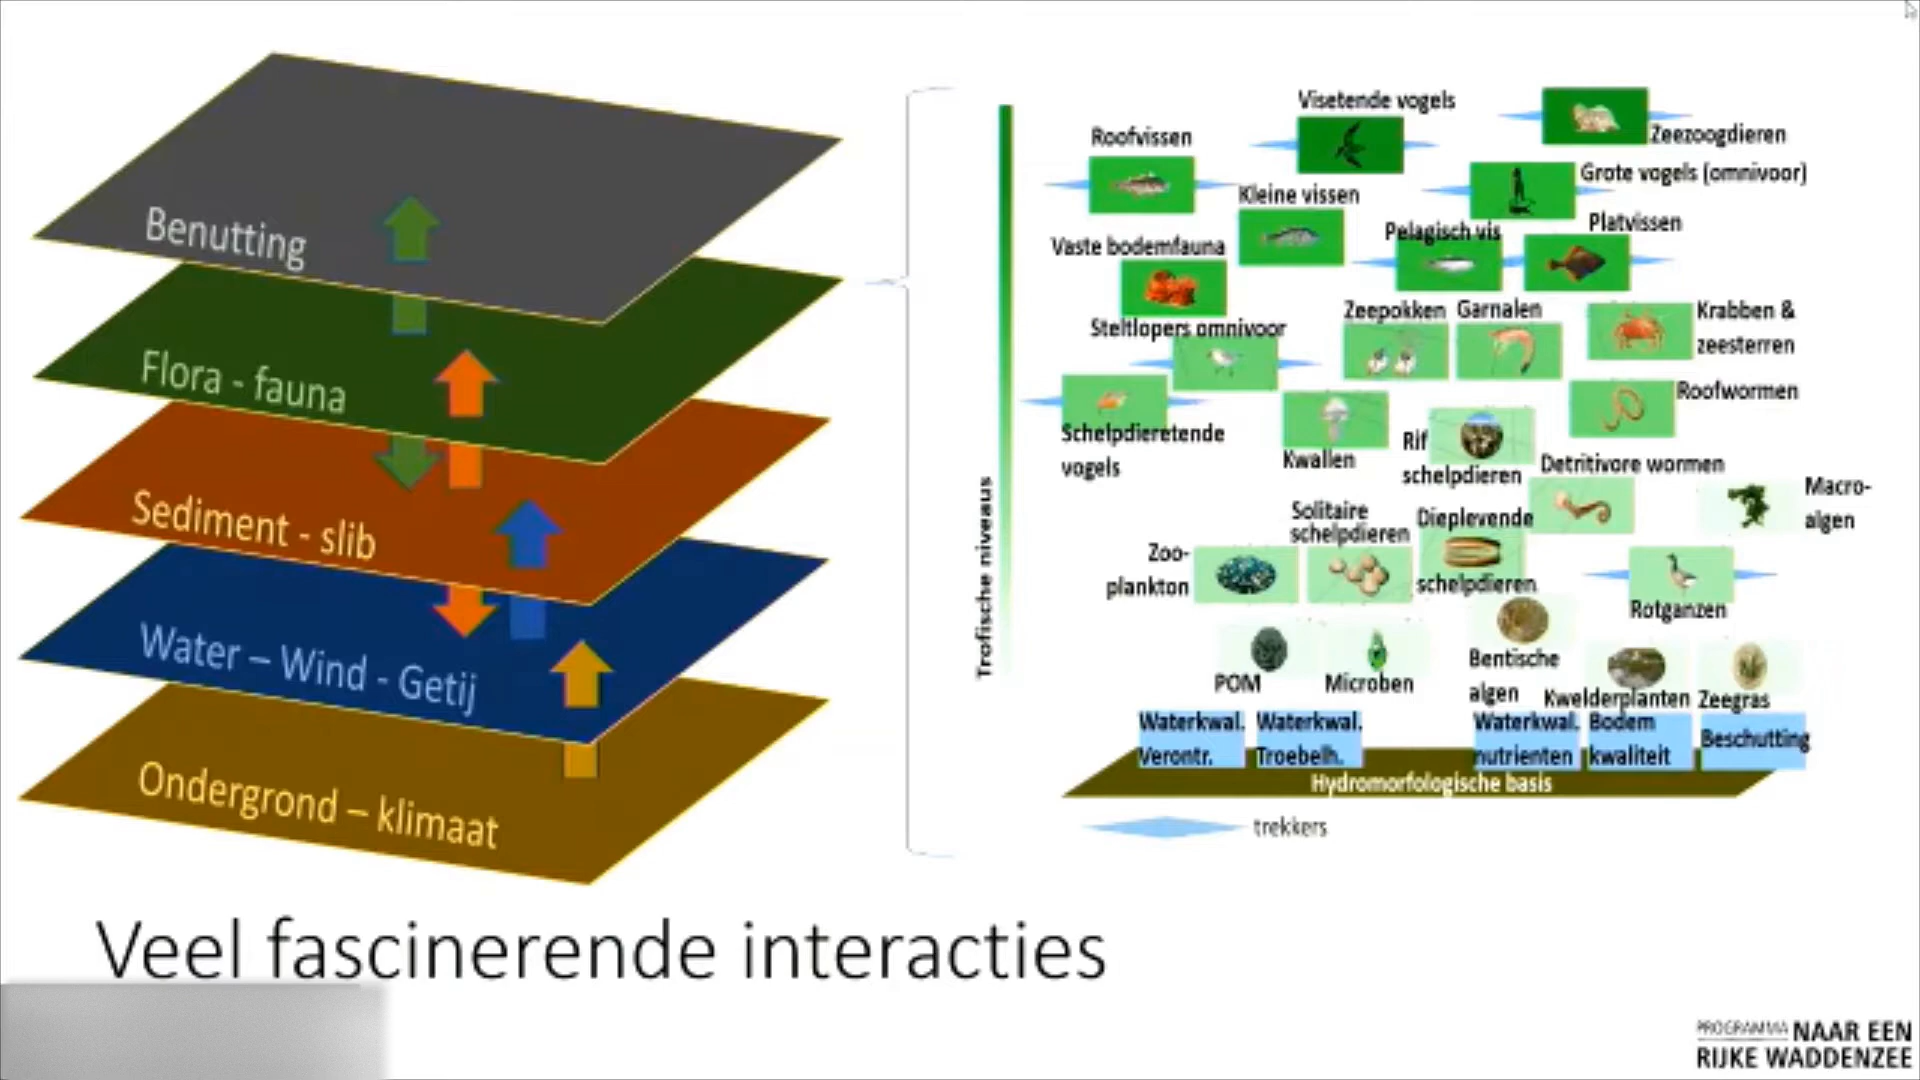 Benutting
Flora - fauna
Sediment - slib
Water – Wind - Getij
Ondergrond – klimaat
Trofische niveaus
Visetende vogels
Roofvissen
Zeezoogdieren
Grote vogels (omnivoor)
Kleine vissen
Platvissen
Pelagisch vis
Vaste bodemfauna
Zeepokken
Garnalen
Krabben &
zeesterren
Steltlopers omnivoor
Roofwormen
Schelpdieretende
vogels
Kwallen
Rif
schelpdieren
Detritivore wormen
Macro-
algen
Solitaire
schelpdieren
Dieplevende
schelpdieren
Zoo-
plankton
Rotganzen
POM
Microben
Bentische
algen
Kwelderplanten
Zeegras
Waterkwal.
Verontr.
Waterkwal.
Troebelh.
Waterkwal.
nutrienten
Bodem
kwaliteit
Beschutting
Hydromorfologische basis
trekkers
Veel fascinerende interacties
PROGRAMMA NAAR EEN
RIJKE WADDENZEE